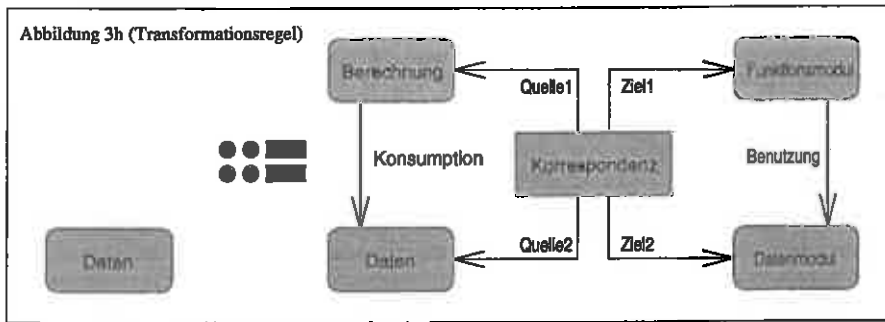 Abbildung 3h (Transformationsregel)
Berechnung
Funktionsmodul
Quelle1
Ziel1
Konsumption
Korrespondenz
Benutzung
Daten
Daten
Quelle2
Ziel2
Datenmodul